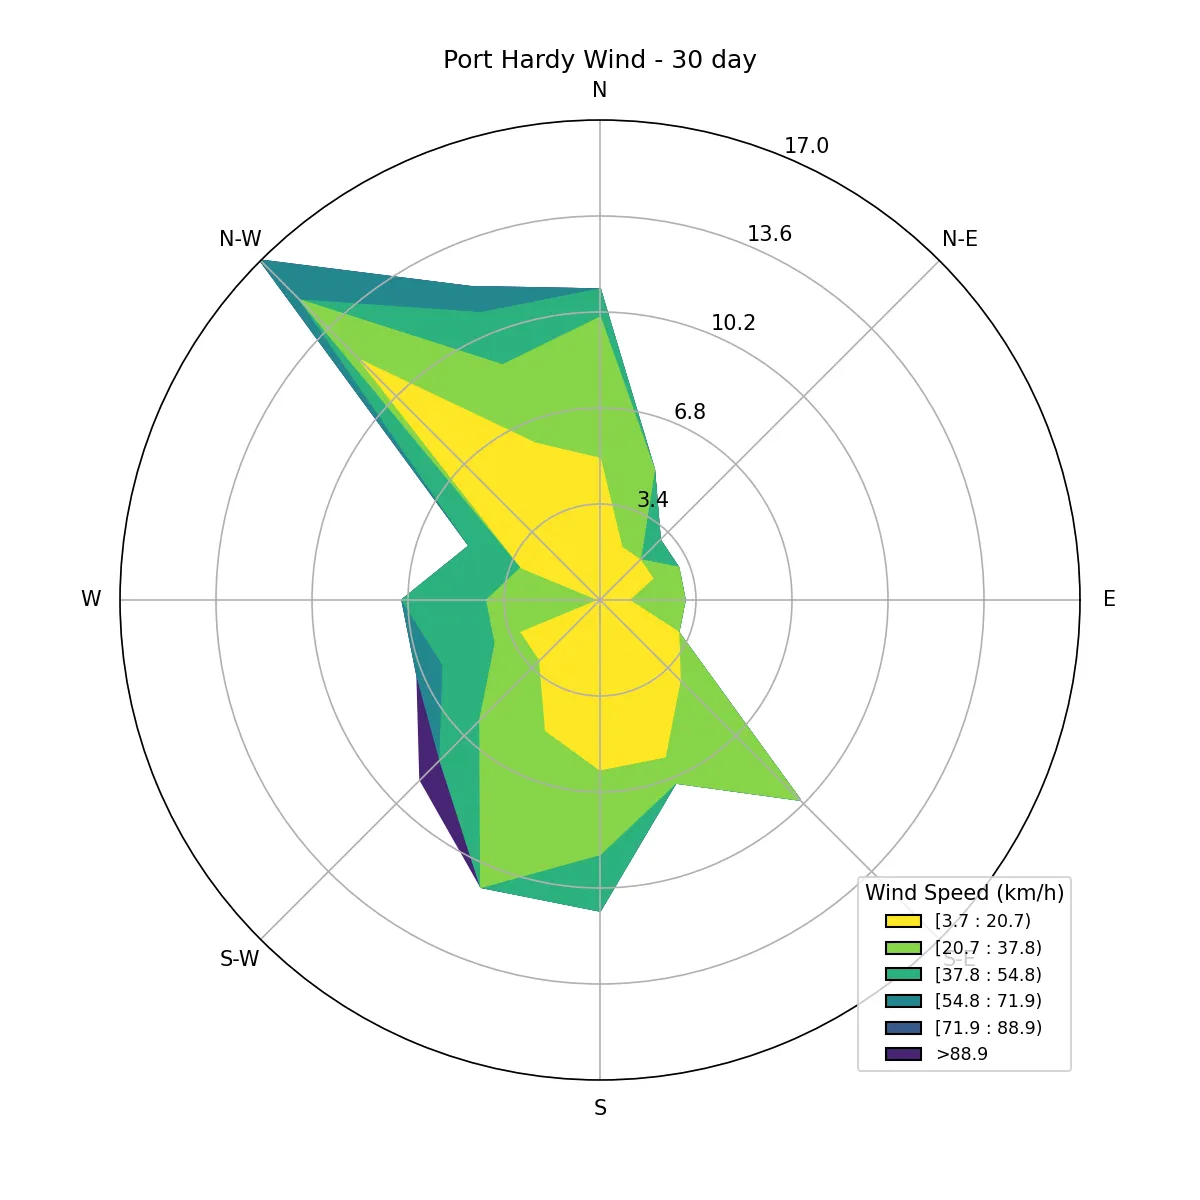 Port Hardy Wind - 30 day
N
17.0
13.6
N-W
N-E
10.2
6.8
3.4
W
E
S-W
S-E
Wind Speed (km/h)
[3.7 : 20.7)
[20.7 : 37.8)
[37.8 : 54.8)
[54.8 : 71.9)
[71.9 : 88.9)
>88.9
S